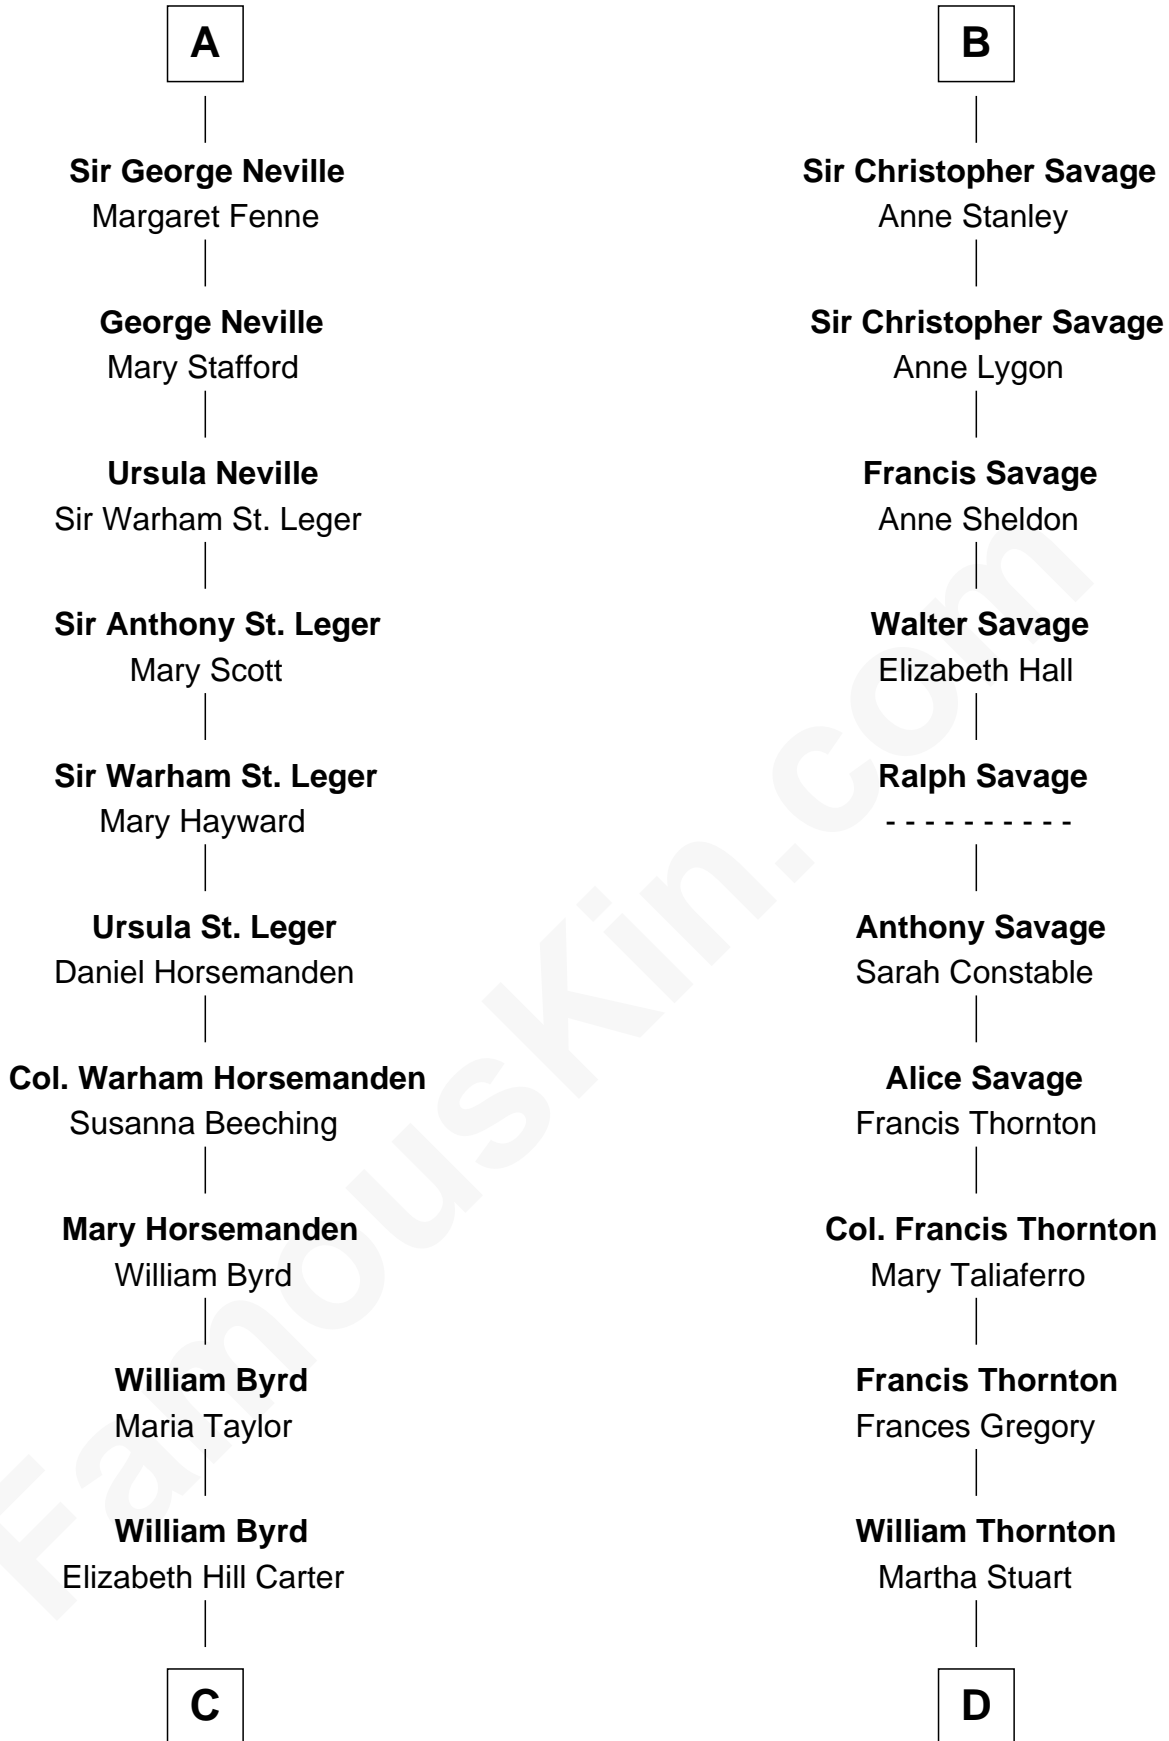 A
Sir George Neville
Margaret Fenne
George Neville
Mary Stafford
Ursula Neville
Sir Warham St. Leger
Sir Anthony St. Leger
Mary Scott
Sir Warham St. Leger
Mary Hayward
Ursula St. Leger
Daniel Horsemanden
Col. Warham Horsemanden
Susanna Beeching
Mary Horsemanden
William Byrd
William Byrd
Maria Taylor
William Byrd
Elizabeth Hill Carter
C
B
Sir Christopher Savage
Anne Stanley
Sir Christopher Savage
Anne Lygon
Francis Savage
Anne Sheldon
Walter Savage
Elizabeth Hall
Ralph Savage
- - - - - - - - - -
Anthony Savage
Sarah Constable
Alice Savage
Francis Thornton
Col. Francis Thornton
Mary Taliaferro
Francis Thornton
Frances Gregory
William Thornton
Martha Stuart
D
FamousKin.com